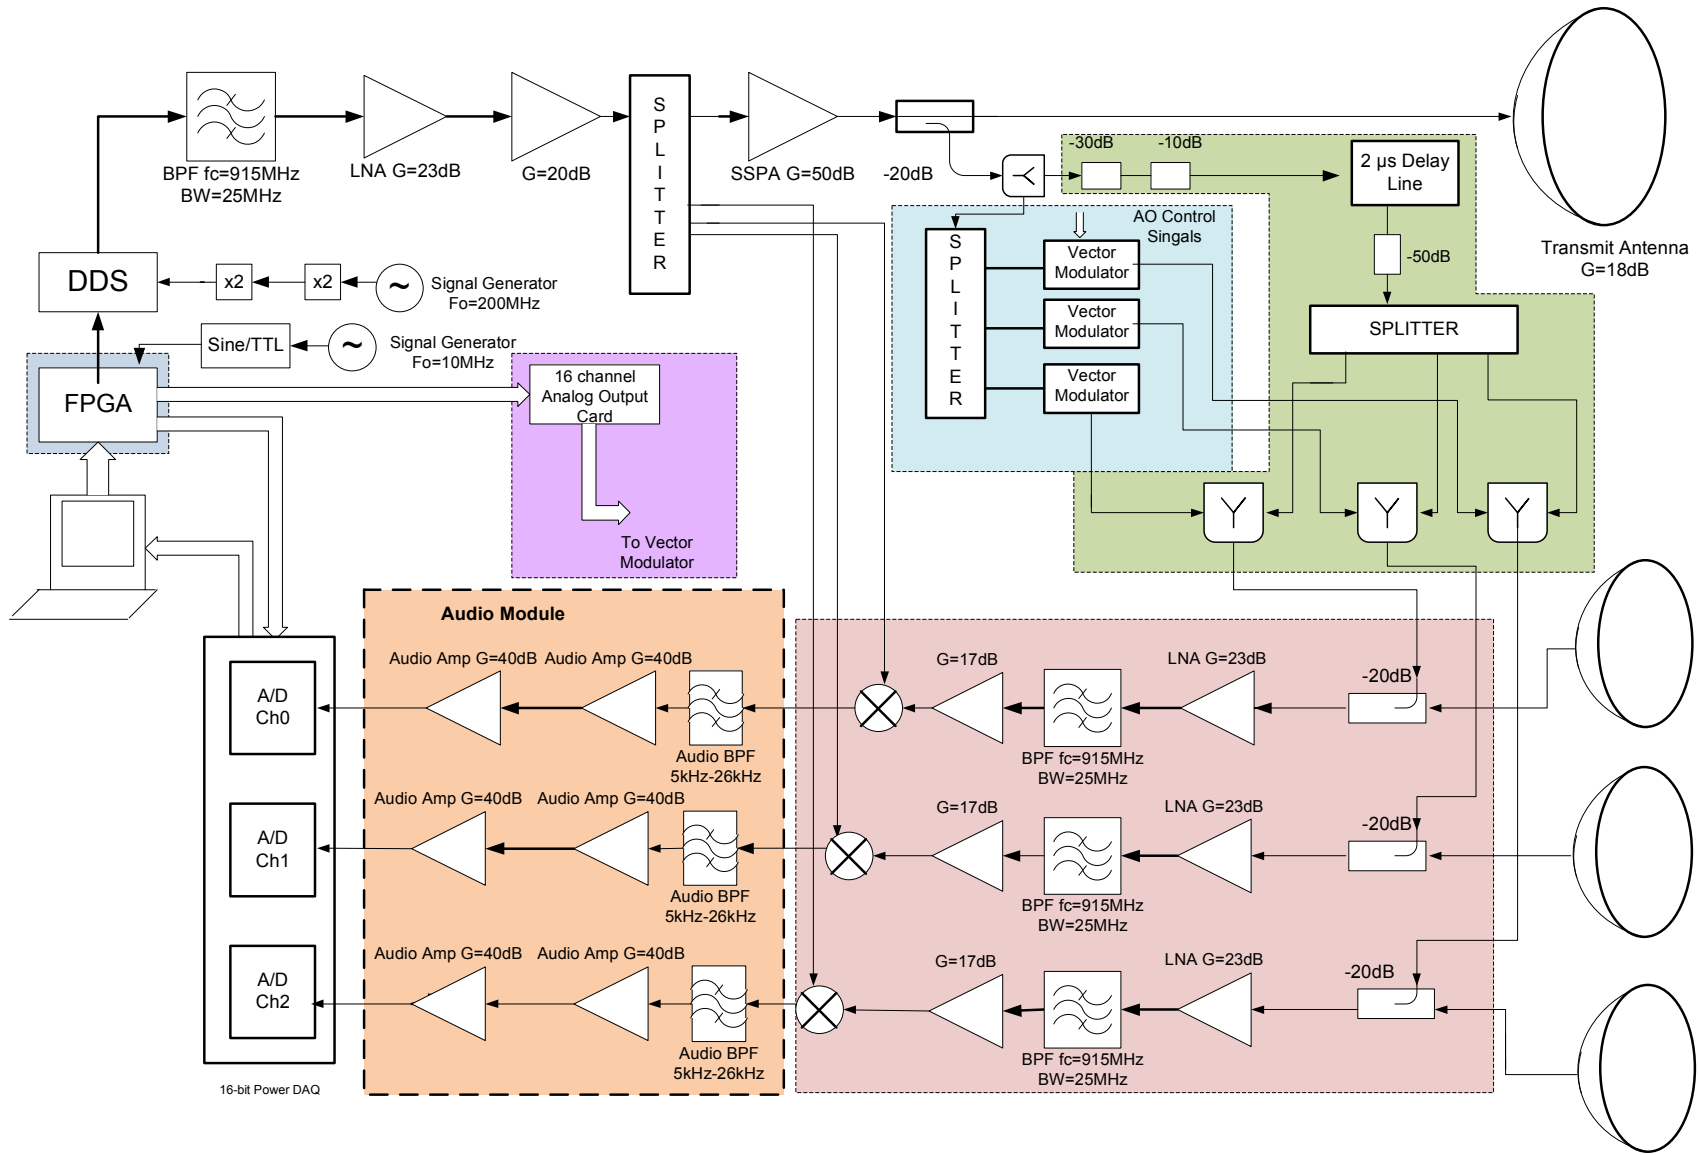 BPF fc=915MHz
BW=25MHz
LNA G=23dB
G=20dB
SPLITTER
SSPA G=50dB
-20dB
-30dB
-10dB
2 µs Delay
Line
Transmit Antenna
G=18dB
-50dB
SPLITTER
AO Control
Singals
SPLITTER
Vector
Modulator
Vector
Modulator
Vector
Modulator
DDS
x2
x2
~
Signal Generator
Fo=200MHz
Sine/TTL
~
Signal Generator
Fo=10MHz
FPGA
16 channel
Analog Output
Card
To Vector
Modulator
Audio Module
A/D
Ch0
Audio Amp G=40dB
Audio Amp G=40dB
Audio BPF
5kHz-26kHz
G=17dB
BPF fc=915MHz
BW=25MHz
LNA G=23dB
-20dB
A/D
Ch1
Audio Amp G=40dB
Audio Amp G=40dB
Audio BPF
5kHz-26kHz
G=17dB
BPF fc=915MHz
BW=25MHz
LNA G=23dB
-20dB
A/D
Ch2
Audio Amp G=40dB
Audio Amp G=40dB
Audio BPF
5kHz-26kHz
G=17dB
BPF fc=915MHz
BW=25MHz
LNA G=23dB
-20dB
16-bit Power DAQ